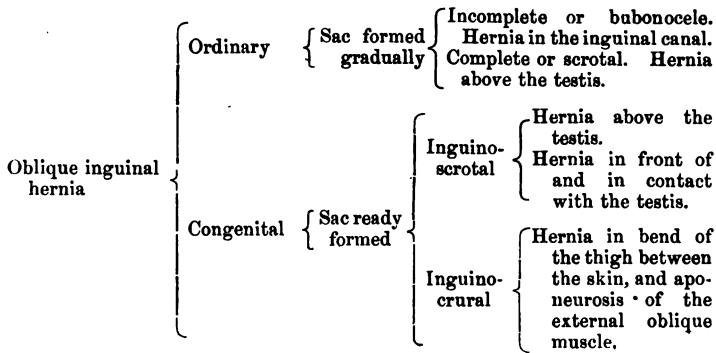 Oblique inguinal
hernia
Ordinary
Sac formed
gradually
Incomplete or bubonocele.
Hernia in the inguinal canal.
Complete or scrotal. Hernia
above the testis.
Congenital
Sac ready
formed
Inguino-
scrotal
Hernia above the
testis.
Hernia in front of
and in contact
with the testis.
Inguino-
crural
Hernia in bend of
the thigh between
the skin, and apo-
neurosis of the
external oblique
muscle.